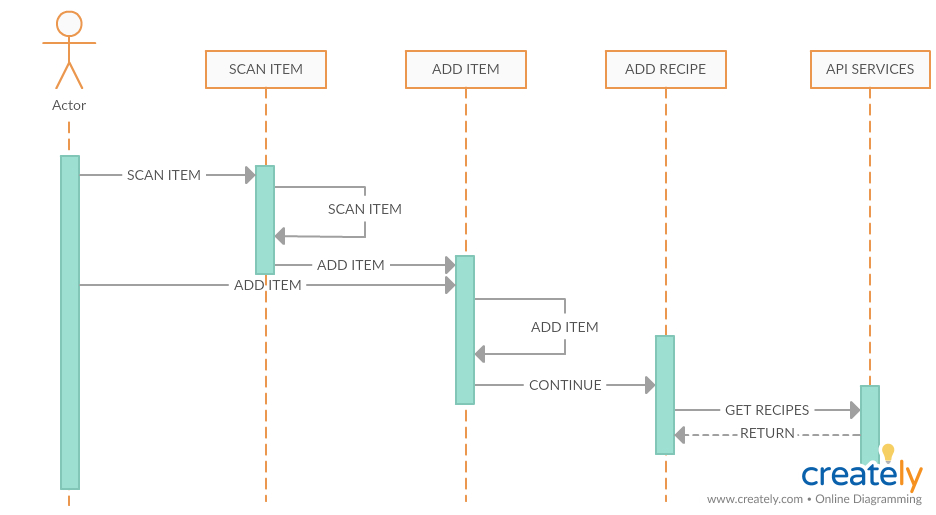 SCAN ITEM
ADD ITEM
ADD RECIPE
API SERVICES
Actor
SCAN ITEM
SCAN ITEM
ADD ITEM
ADD ITEM
ADD ITEM
CONTINUE
GET RECIPES
RETURN
creately
www.creately.com • Online Diagramming